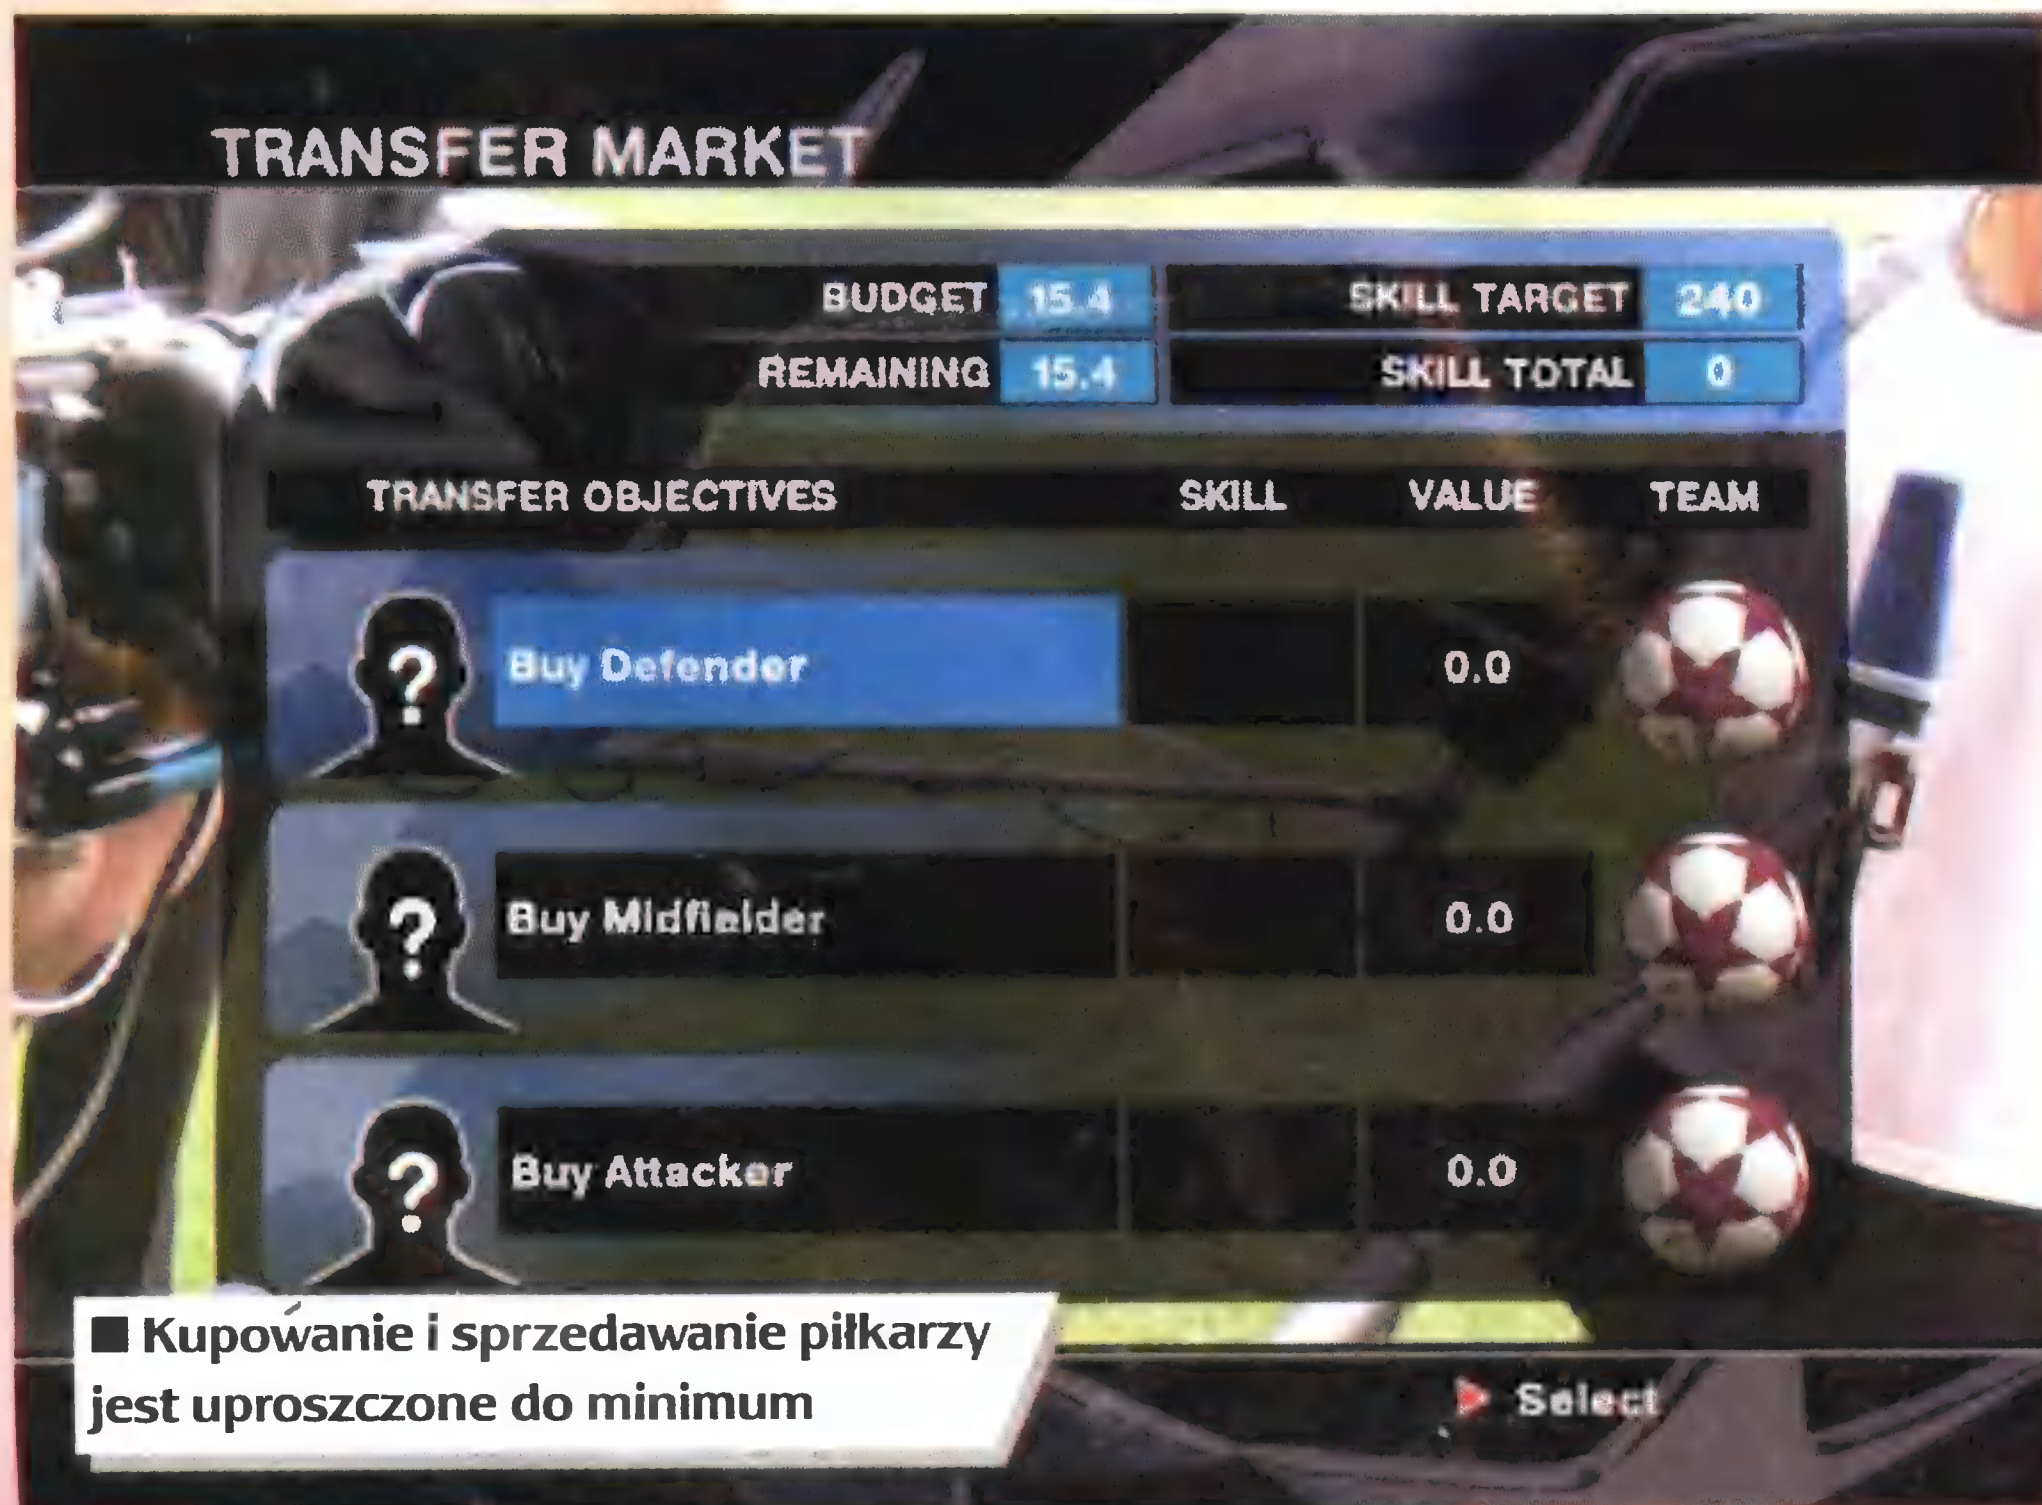 TRANSFER MARKET
BUDGET 15.4 SKILL TARGET 240
REMAINING 15.4 SKILL TOTAL 0
TRANSFER OBJECTIVES SKILL VALUE TEAM
? Buy Defender 0.0
? Buy Midfielder 0.0
? Buy Attacker 0.0
■ Kupowanie i sprzedawanie piłkarzy
jest uproszczone do minimum
Select